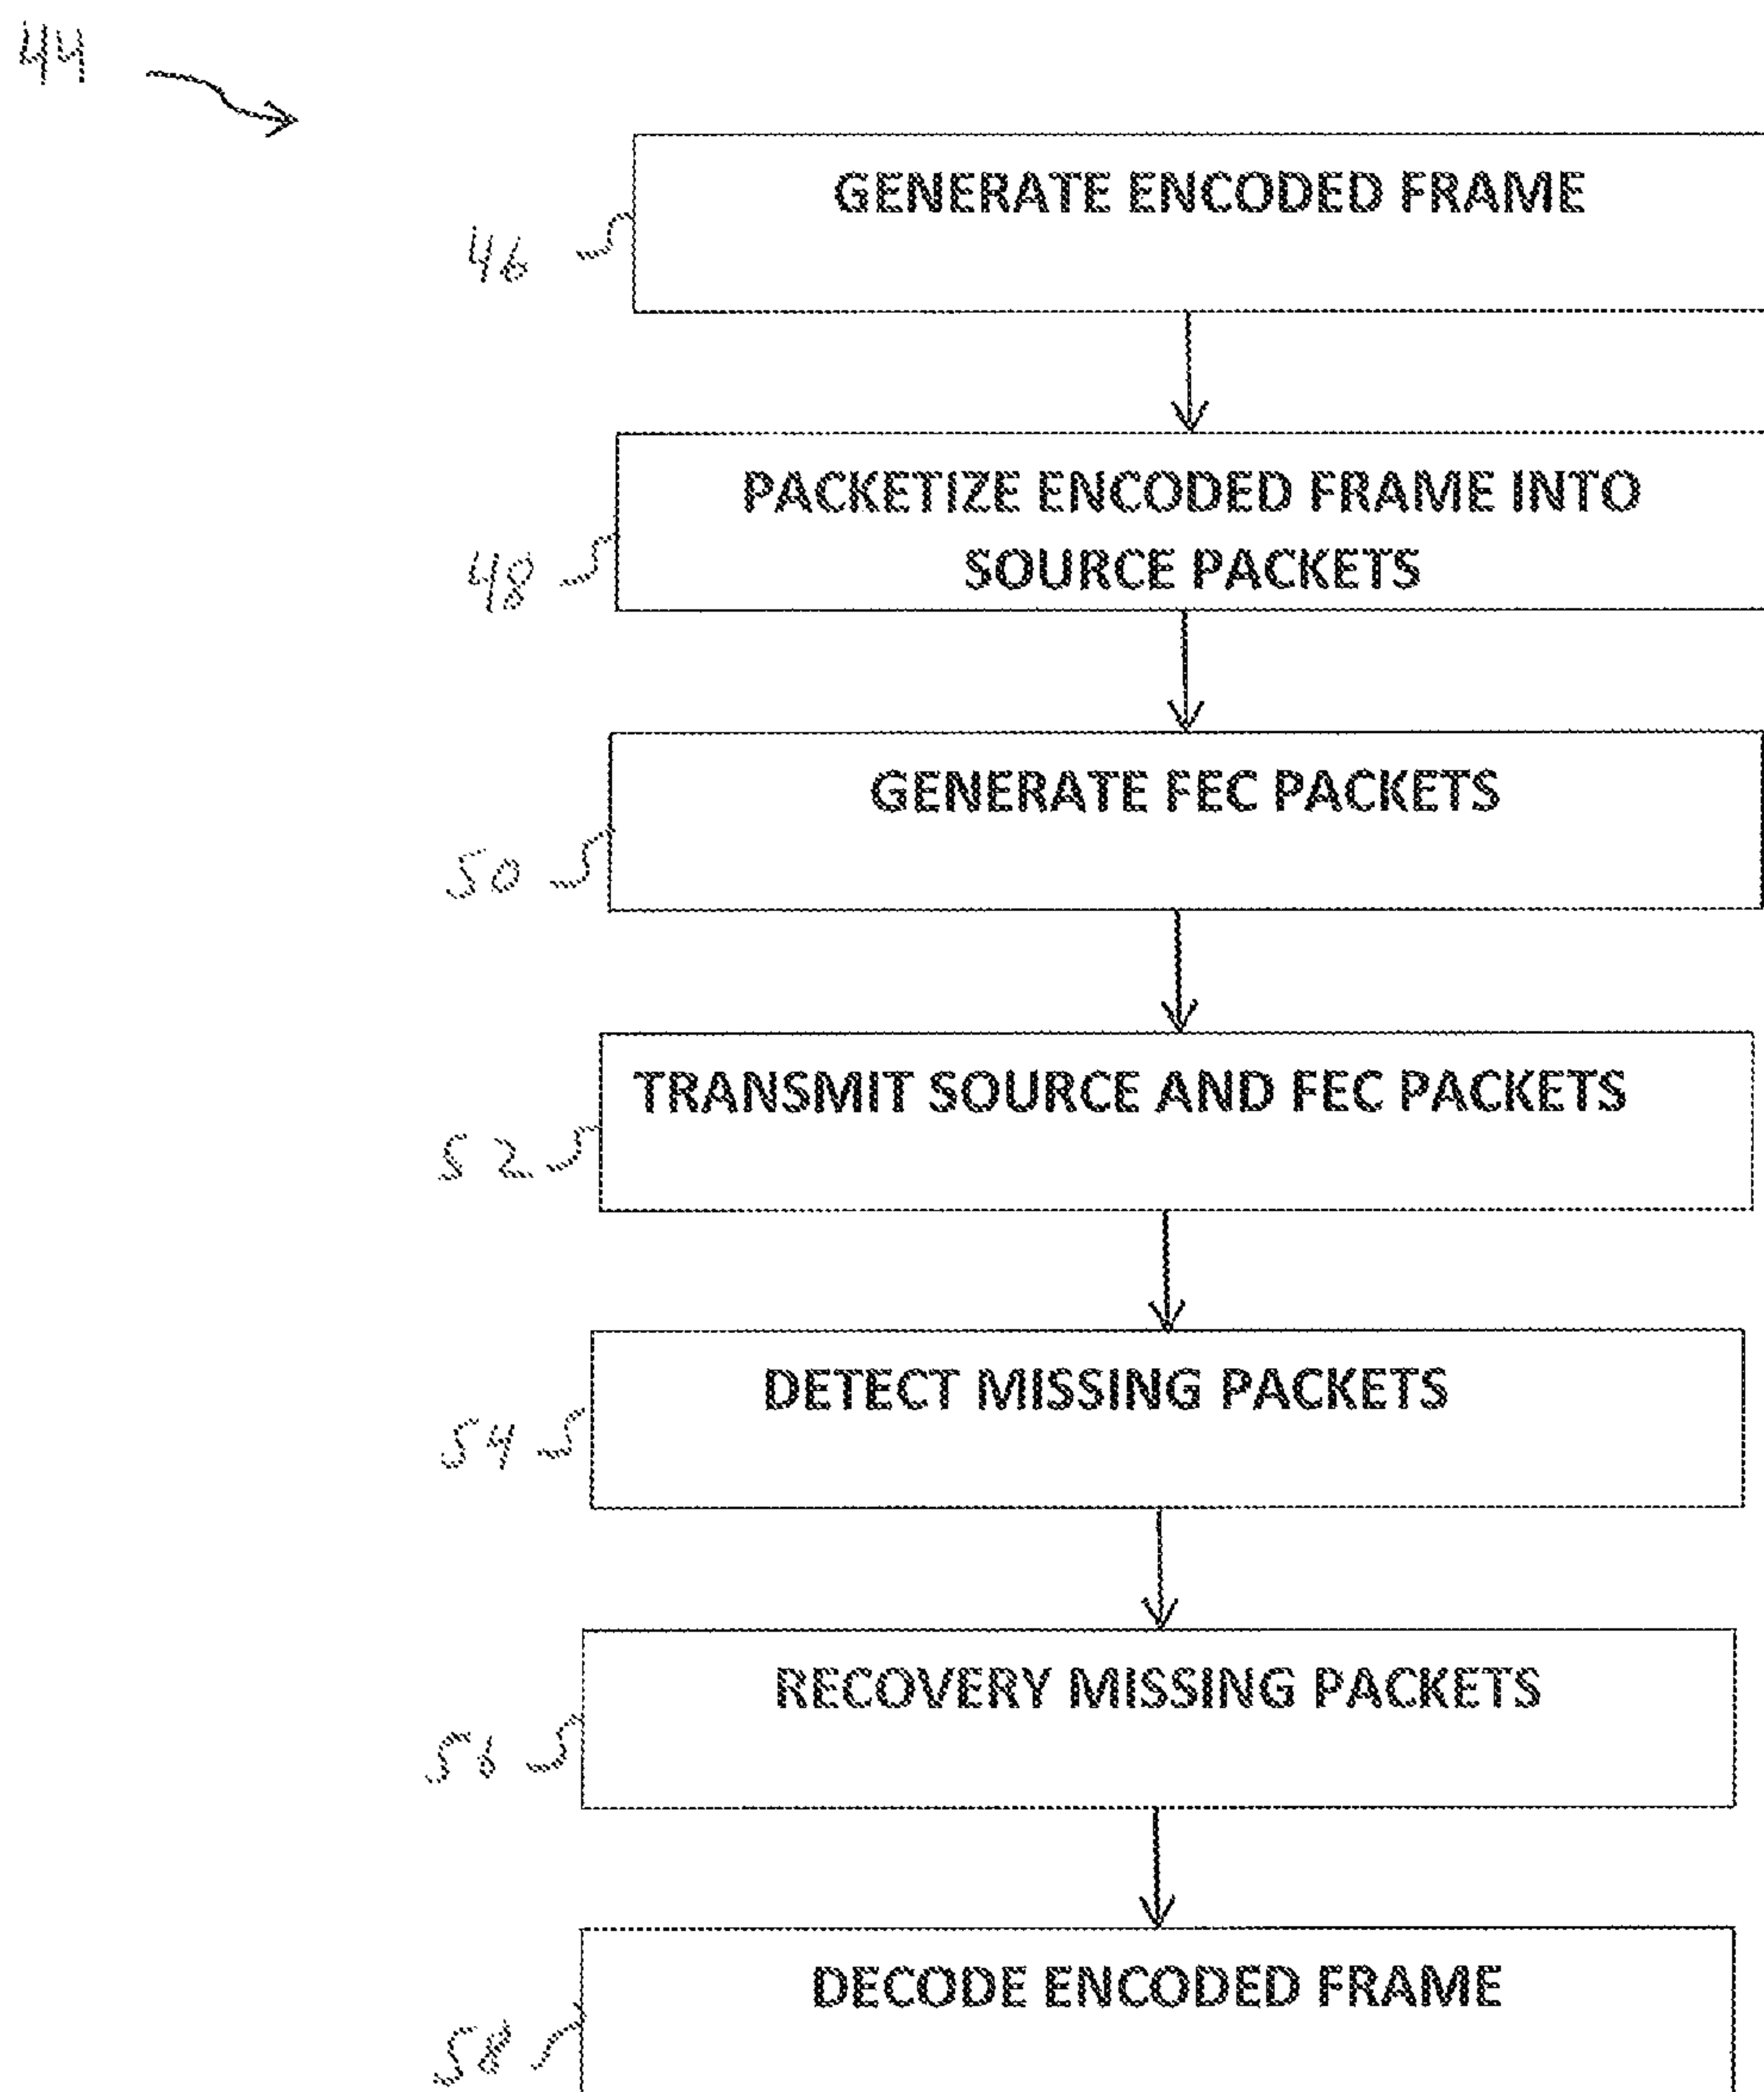 44
GENERATE ENCODED FRAME
46
PACKETIZE ENCODED FRAME INTO
SOURCE PACKETS
48
GENERATE FEC PACKETS
50
TRANSMIT SOURCE AND FEC PACKETS
52
DETECT MISSING PACKETS
54
RECOVERY MISSING PACKETS
56
DECODE ENCODED FRAME
58